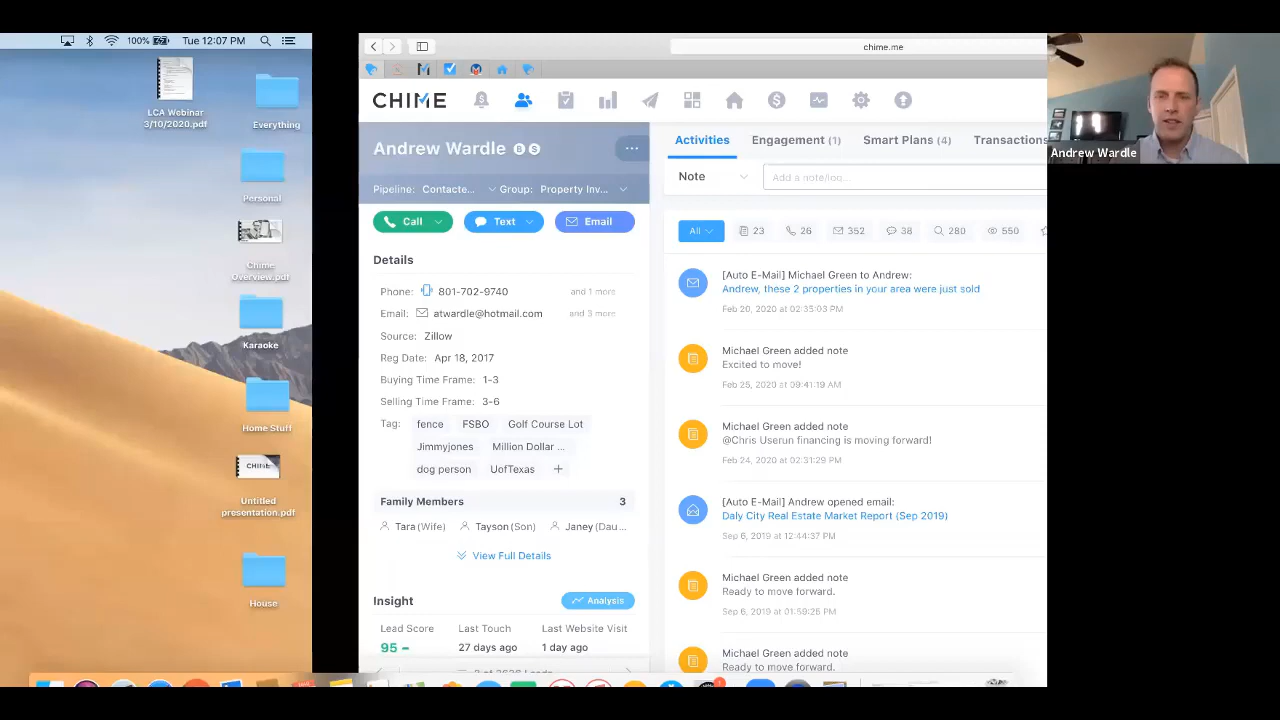 100%
Tue 12:07 PM
LCA Webinar
3/10/2020.pdf
Everything
Personal
Chime
Overview.pdf
Karaoke
Home Stuff
CHIME
Untitled
presentation.pdf
House
chime.me
CHIME
Andrew Wardle
B S
Pipeline: Contacte...
Group: Property Inv...
Call
Text
Email
Details
Phone: 801-702-9740 and 1 more
Email: atwardle@hotmail.com and 3 more
Source: Zillow
Reg Date: Apr 18, 2017
Buying Time Frame: 1-3
Selling Time Frame: 3-6
Tag: fence FSBO Golf Course Lot
Jimmyjones Million Dollar ...
dog person UofTexas +
Family Members 3
Tara (Wife) Tayson (Son) Janey (Dau...
View Full Details
Insight
Analysis
Lead Score Last Touch Last Website Visit
95 – 27 days ago 1 day ago
Activities Engagement (1) Smart Plans (4) Transactions
Note
Add a note/log...
All 23 26 352 38 280 550
[Auto E-Mail] Michael Green to Andrew:
Andrew, these 2 properties in your area were just sold
Feb 20, 2020 at 02:35:03 PM
Michael Green added note
Excited to move!
Feb 25, 2020 at 09:41:19 AM
Michael Green added note
@Chris Userun financing is moving forward!
Feb 24, 2020 at 02:31:29 PM
[Auto E-Mail] Andrew opened email:
Daly City Real Estate Market Report (Sep 2019)
Sep 6, 2019 at 12:44:37 PM
Michael Green added note
Ready to move forward.
Sep 6, 2019 at 01:59:25 PM
Michael Green added note
Ready to move forward.
Andrew Wardle